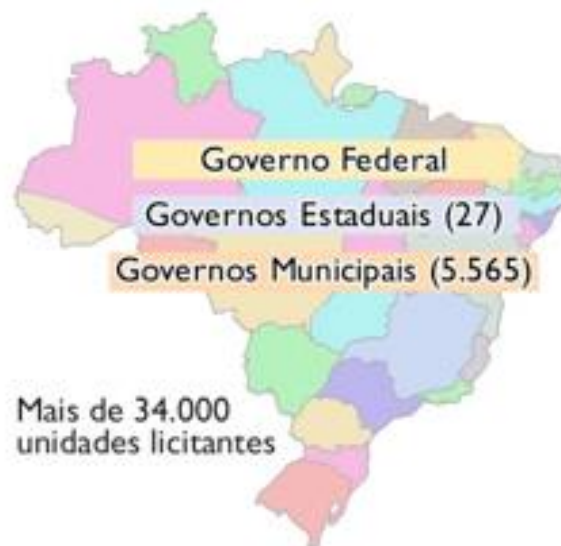 Governo Federal
Governos Estaduais (27)
Governos Municipais (5.565)
Mais de 34.000
unidades licitantes